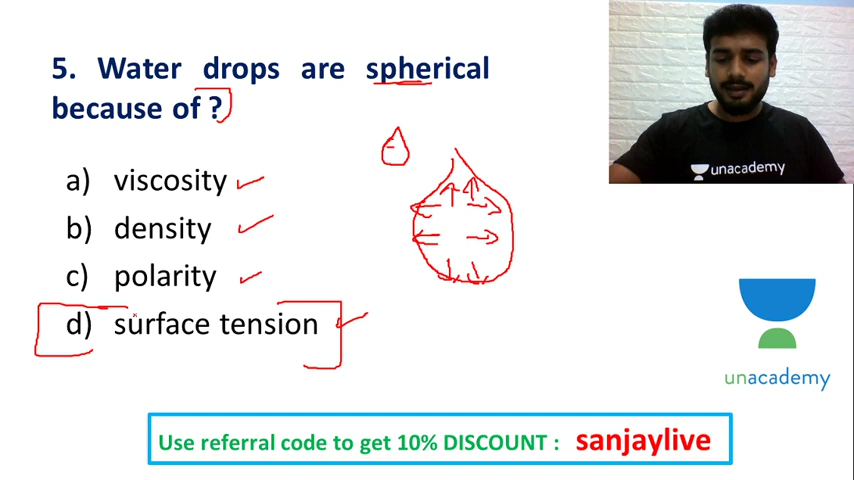 5. Water drops are spherical
because of ?
a) viscosity
b) density
c) polarity
d) surface tension
unacademy
unacademy
Use referral code to get 10% DISCOUNT : sanjaylive